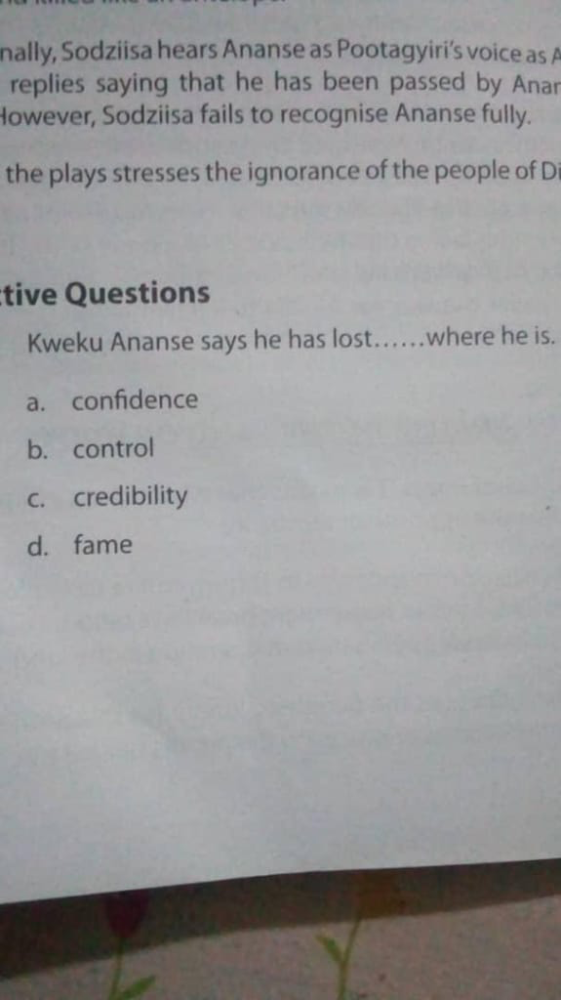 nally, Sodziisa hears Ananse as Pootagyiri's voice as A
replies saying that he has been passed by Anan
However, Sodziisa fails to recognise Ananse fully.
the plays stresses the ignorance of the people of Di
ctive Questions
Kweku Ananse says he has lost......where he is.
a. confidence
b. control
c. credibility
d. fame